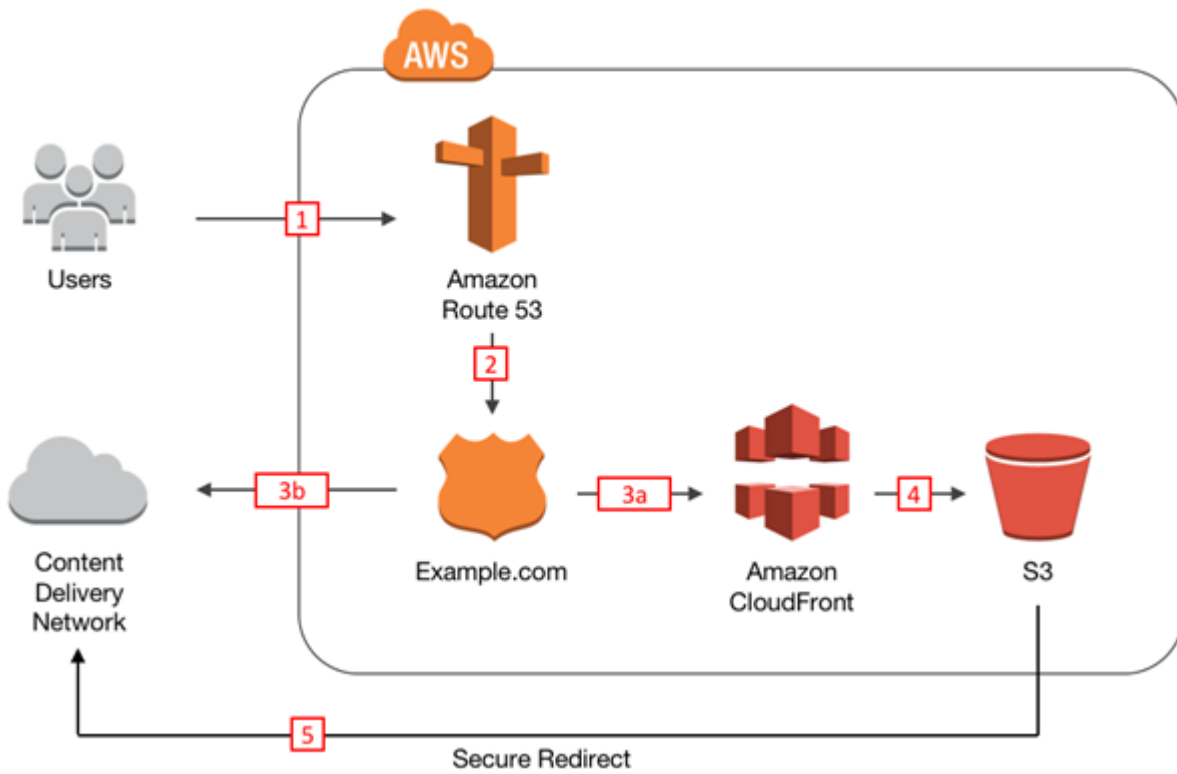 AWS
1
Users
Amazon
Route 53
2
3b
3a
4
Content
Delivery
Network
Example.com
Amazon
CloudFront
S3
5
Secure Redirect